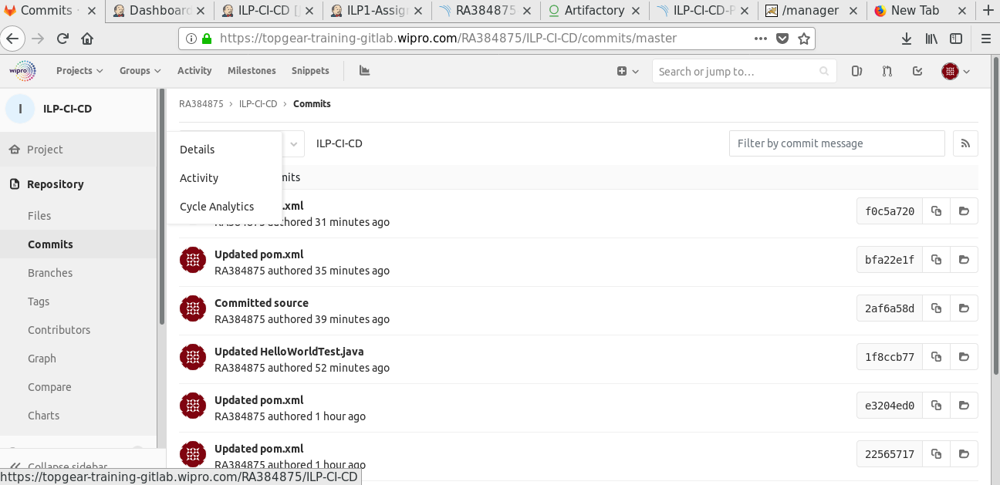 Commits ·
Dashboard
ILP-CI-CD [J
ILP1-Assign
RA384875
Artifactory
ILP-CI-CD-P
/manager
New Tab
https://topgear-training-gitlab.wipro.com/RA384875/ILP-CI-CD/commits/master
wipro
Projects
Groups
Activity
Milestones
Snippets
Search or jump to…
I
ILP-CI-CD
RA384875 › ILP-CI-CD › Commits
Project
Repository
Files
Commits
Branches
Tags
Contributors
Graph
Compare
Charts
Collapse sidebar
Details
Activity
Cycle Analytics
ILP-CI-CD
Filter by commit message
mits
.xml
RA384875 authored 31 minutes ago
f0c5a720
Updated pom.xml
RA384875 authored 35 minutes ago
bfa22e1f
Committed source
RA384875 authored 39 minutes ago
2af6a58d
Updated HelloWorldTest.java
RA384875 authored 52 minutes ago
1f8ccb77
Updated pom.xml
RA384875 authored 1 hour ago
e3204ed0
Updated pom.xml
RA384875 authored 1 hour ago
22565717
https://topgear-training-gitlab.wipro.com/RA384875/ILP-CI-CD